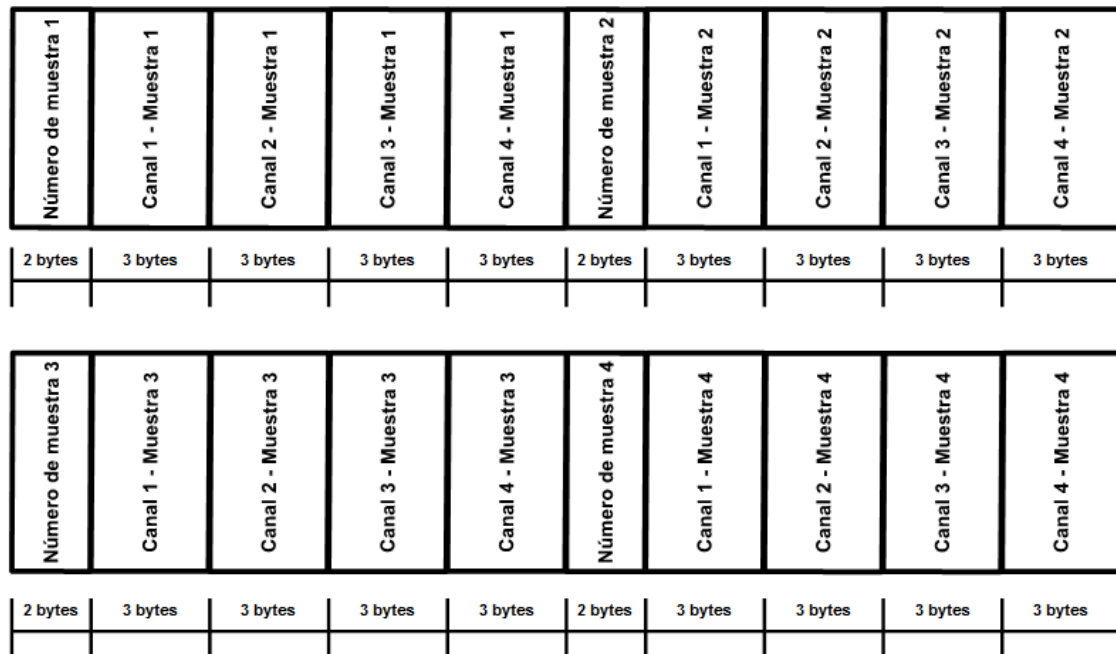 Número de muestra 1
Canal 1 - Muestra 1
Canal 2 - Muestra 1
Canal 3 - Muestra 1
Canal 4 - Muestra 1
Número de muestra 2
Canal 1 - Muestra 2
Canal 2 - Muestra 2
Canal 3 - Muestra 2
Canal 4 - Muestra 2
2 bytes
3 bytes
3 bytes
3 bytes
3 bytes
2 bytes
3 bytes
3 bytes
3 bytes
3 bytes
Número de muestra 3
Canal 1 - Muestra 3
Canal 2 - Muestra 3
Canal 3 - Muestra 3
Canal 4 - Muestra 3
Número de muestra 4
Canal 1 - Muestra 4
Canal 2 - Muestra 4
Canal 3 - Muestra 4
Canal 4 - Muestra 4
2 bytes
3 bytes
3 bytes
3 bytes
3 bytes
2 bytes
3 bytes
3 bytes
3 bytes
3 bytes